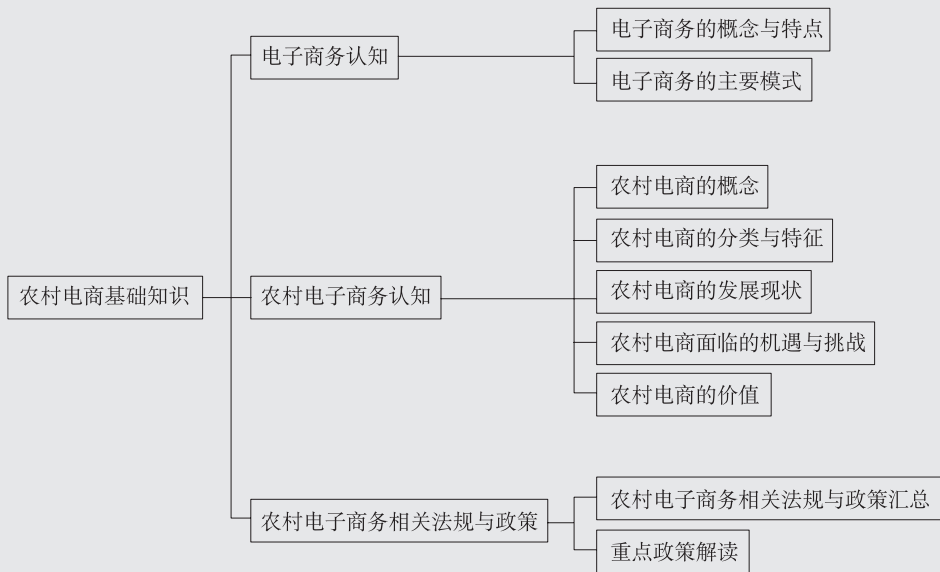 农村电商基础知识
电子商务认知
电子商务的概念与特点
电子商务的主要模式
农村电子商务认知
农村电商的概念
农村电商的分类与特征
农村电商的发展现状
农村电商面临的机遇与挑战
农村电商的价值
农村电子商务相关法规与政策
农村电子商务相关法规与政策汇总
重点政策解读